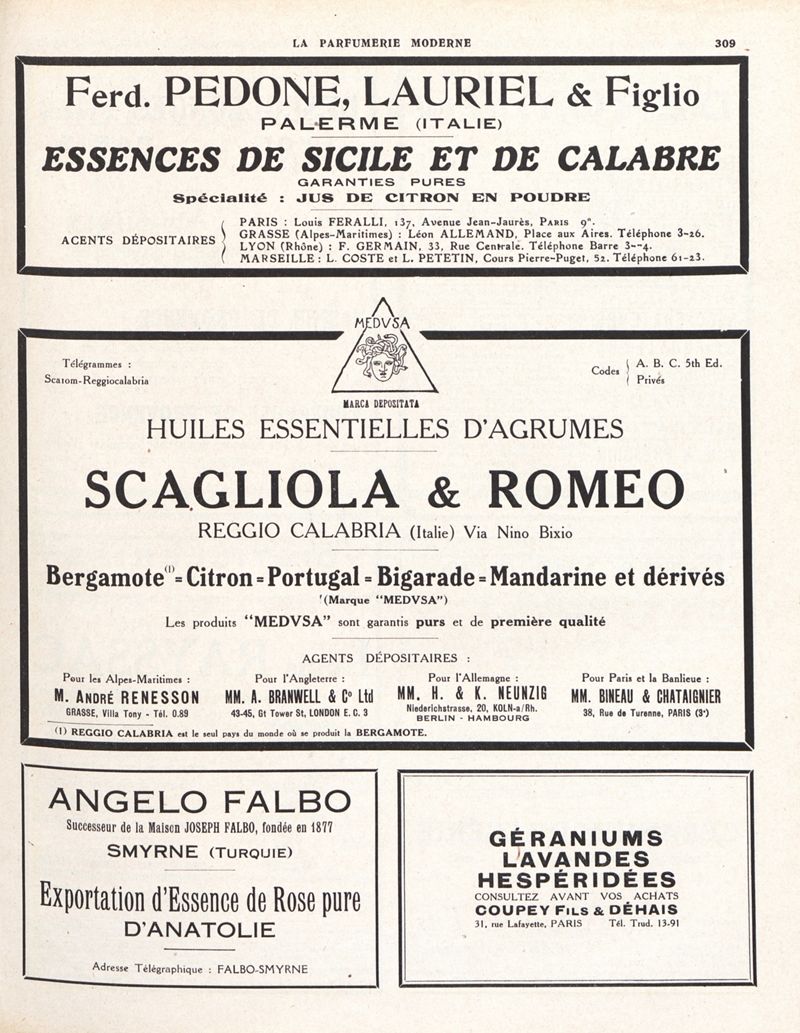 LA PARFUMERIE MODERNE 309
Ferd. PEDONE, LAURIEL & Figlio
PALERME (ITALIE)
ESSENCES DE SICILE ET DE CALABRE
GARANTIES PURES
Spécialité : JUS DE CITRON EN POUDRE
AGENTS DÉPOSITAIRES
PARIS : Louis FERALLI, 137, Avenue Jean-Jaurès, PARIS 9e.
GRASSE (Alpes-Maritimes) : Léon ALLEMAND, Place aux Aires. Téléphone 3-26.
LYON (Rhône) : F. GERMAIN, 33, Rue Centrale. Téléphone Barre 3--4.
MARSEILLE : L. COSTE et L. PETETIN, Cours Pierre-Puget, 52. Téléphone 61-23.
MEDVSA
MARCA DEPOSITATA
Télégrammes :
Scatom-Reggiocalabria
Codes
A. B. C. 5th Ed.
Privés
HUILES ESSENTIELLES D'AGRUMES
SCAGLIOLA & ROMEO
REGGIO CALABRIA (Italie) Via Nino Bixio
Bergamote(1)=Citron=Portugal=Bigarade=Mandarine et dérivés
(Marque "MEDVSA")
Les produits "MEDVSA" sont garantis purs et de première qualité
AGENTS DÉPOSITAIRES :
Pour les Alpes-Maritimes :
M. ANDRÉ RENESSON
GRASSE, Villa Tony - Tél. 0.89
Pour l'Angleterre :
MM. A. BRANWELL & Co Ltd
43-45, Gt Tower St, LONDON E. C. 3
Pour l'Allemagne :
MM. H. & K. NEUNZIG
Niederichstrasse, 20, KOLN-a/Rh.
BERLIN - HAMBOURG
Pour Paris et la Banlieue :
MM. BINEAU & CHATAIGNIER
38, Rue de Turenne, PARIS (3e)
(1) REGGIO CALABRIA est le seul pays du monde où se produit la BERGAMOTE.
ANGELO FALBO
Successeur de la Maison JOSEPH FALBO, fondée en 1877
SMYRNE (TURQUIE)
Exportation d'Essence de Rose pure
D'ANATOLIE
Adresse Télégraphique : FALBO-SMYRNE
GÉRANIUMS
LAVANDES
HESPÉRIDÉES
CONSULTEZ AVANT VOS ACHATS
COUPEY FILS & DÉHAIS
31, rue Lafayette, PARIS Tél. Trud. 13-91